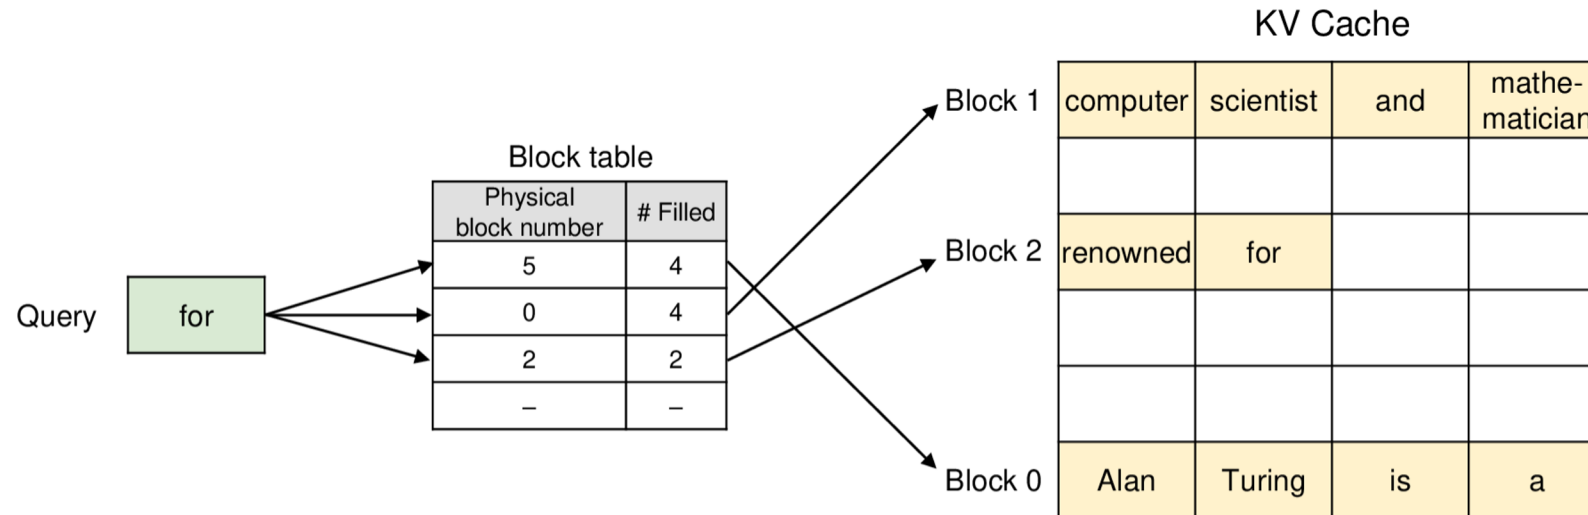 KV Cache
Block 1 computer scientist and mathe-
matician
Block table
Physical
block number # Filled
5 4
0 4
2 2
– –
Query for
Block 2 renowned for
Block 0 Alan Turing is a